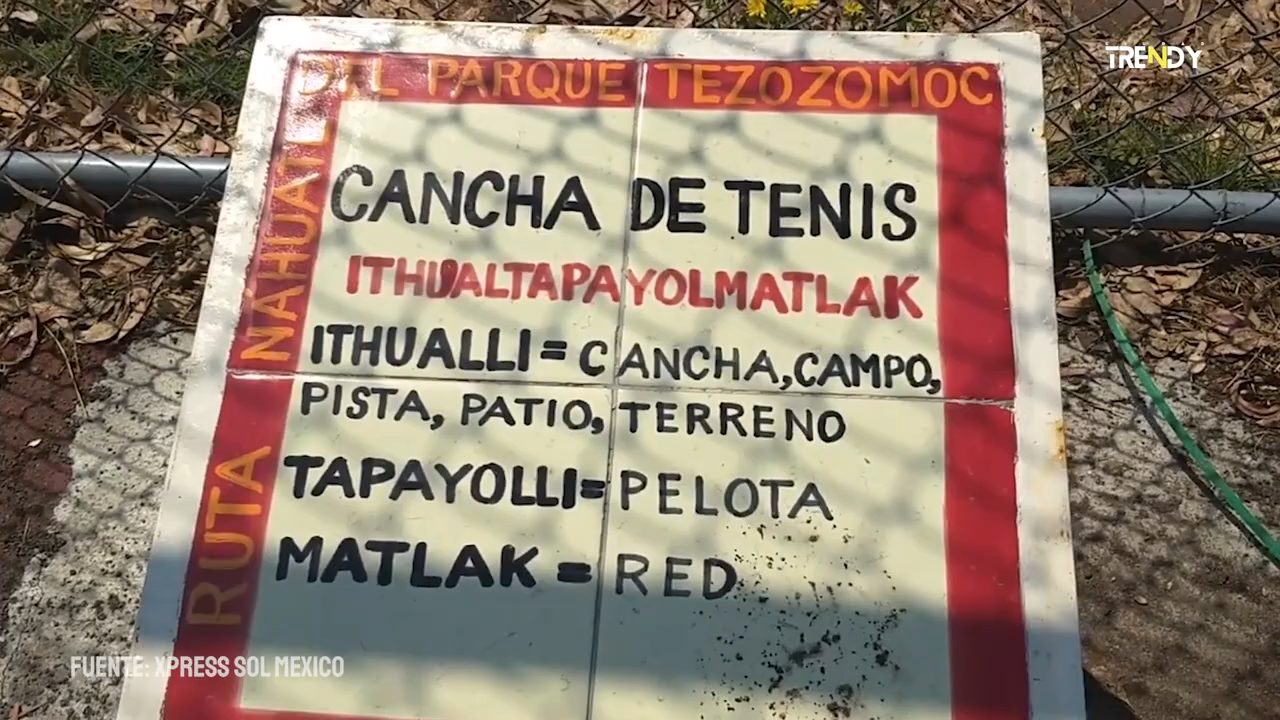 TRENDY
RUTA NÁHUATL
DEL PARQUE TEZOZOMOC
CANCHA DE TENIS
ITHUALTAPAYOLMATLAK
ITHUALLI = CANCHA, CAMPO,
PISTA, PATIO, TERRENO
TAPAYOLLI = PELOTA
MATLAK = RED
FUENTE: XPRESS SOL MEXICO